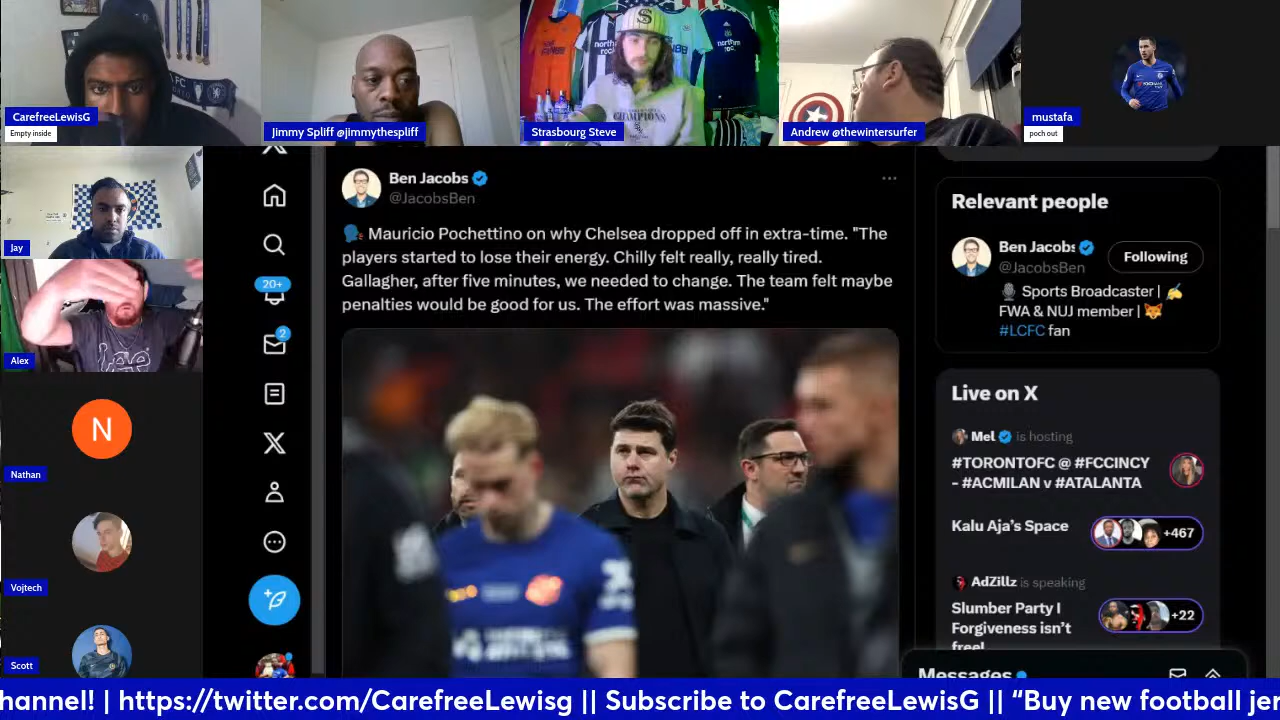 CarefreeLewisG
Empty inside
Jimmy Spliff @jimmythespliff
Strasbourg Steve
Andrew @thewintersurfer
mustafa
poch out
Jay
Alex
N
Nathan
Vojtech
Scott
20+
2
Ben Jacobs
@JacobsBen
Mauricio Pochettino on why Chelsea dropped off in extra-time. "The
players started to lose their energy. Chilly felt really, really tired.
Gallagher, after five minutes, we needed to change. The team felt maybe
penalties would be good for us. The effort was massive."
Relevant people
Ben Jacobs
@JacobsBen
Following
Sports Broadcaster |
FWA & NUJ member |
#LCFC fan
Live on X
Mel is hosting
#TORONTOFC @ #FCCINCY
- #ACMILAN v #ATALANTA
Kalu Aja's Space
+467
AdZillz is speaking
Slumber Party I
Forgiveness isn't
free!
+22
Messages
hannel! | https://twitter.com/CarefreeLewisg || Subscribe to CarefreeLewisG || “Buy new football jer